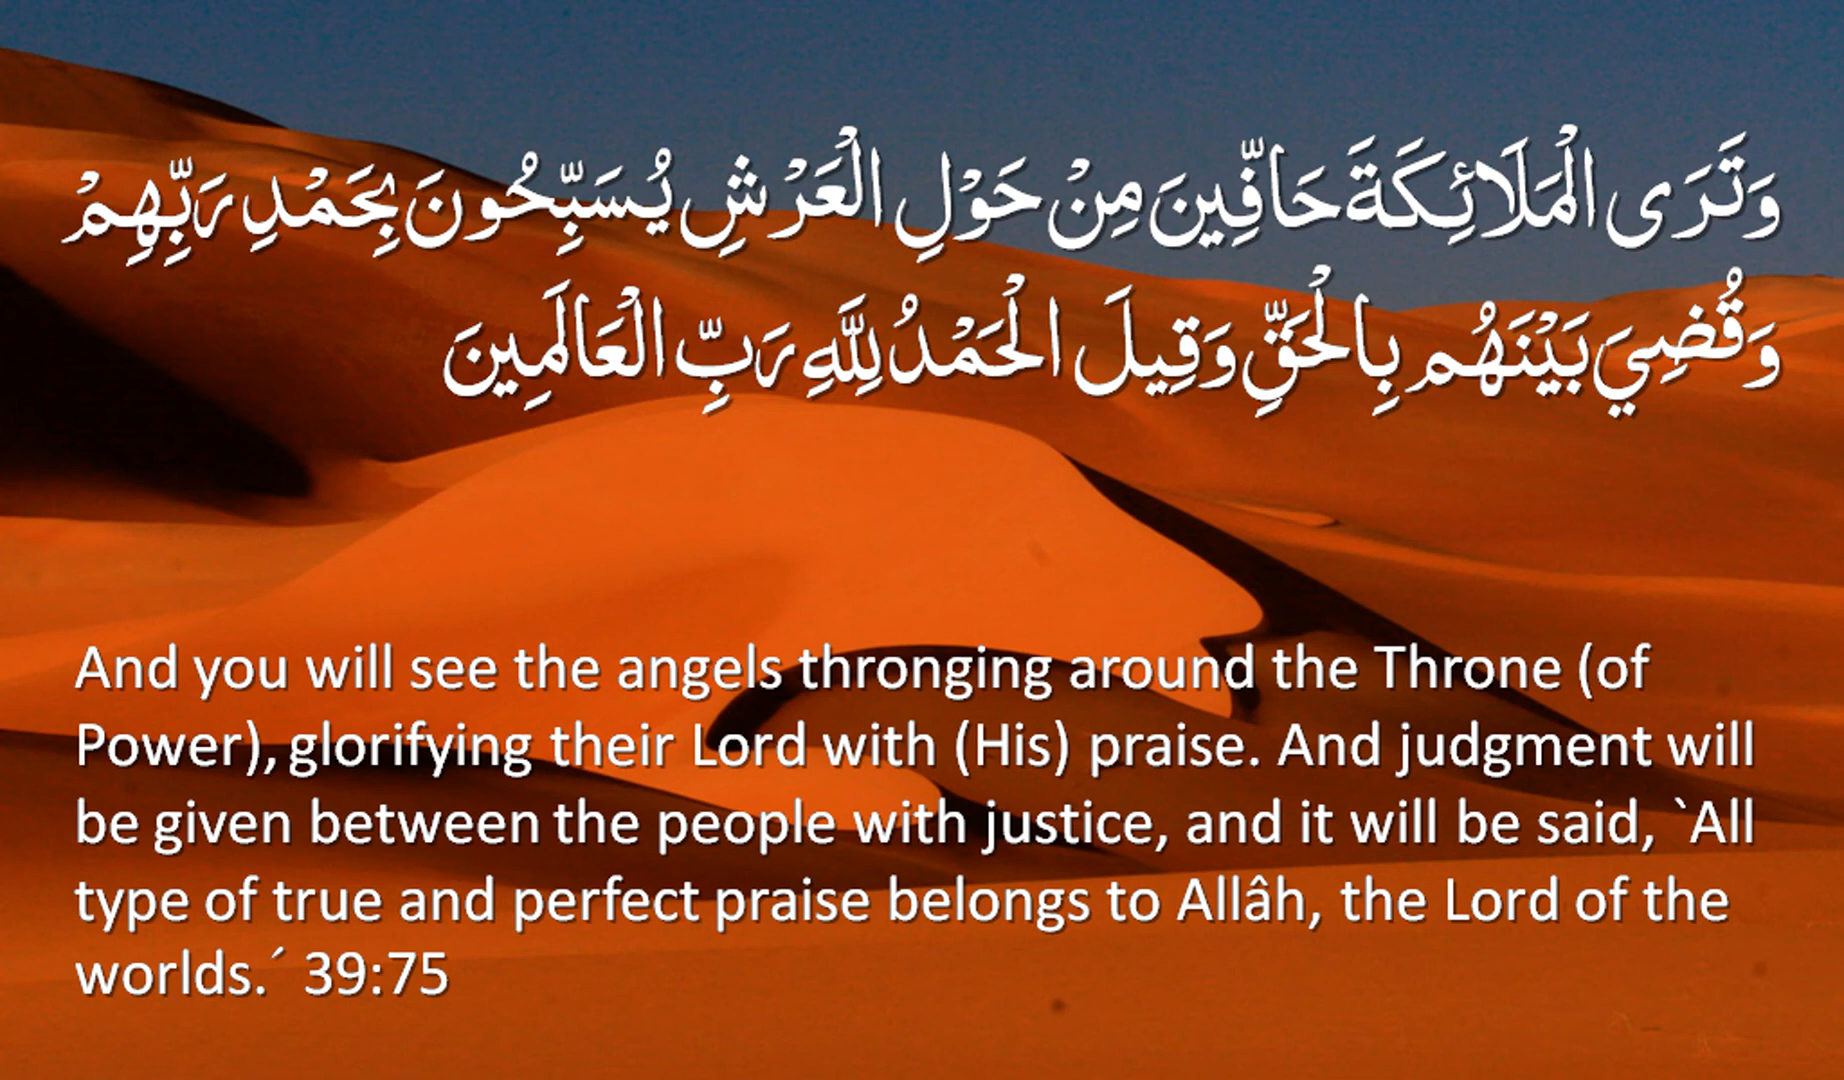 وَتَرَى الْمَلَائِكَةَ حَافِّينَ مِنْ حَوْلِ الْعَرْشِ يُسَبِّحُونَ بِحَمْدِ رَبِّهِمْ
وَقُضِيَ بَيْنَهُم بِالْحَقِّ وَقِيلَ الْحَمْدُ لِلَّهِ رَبِّ الْعَالَمِينَ
And you will see the angels thronging around the Throne (of
Power), glorifying their Lord with (His) praise. And judgment will
be given between the people with justice, and it will be said, `All
type of true and perfect praise belongs to Allâh, the Lord of the
worlds.´ 39:75